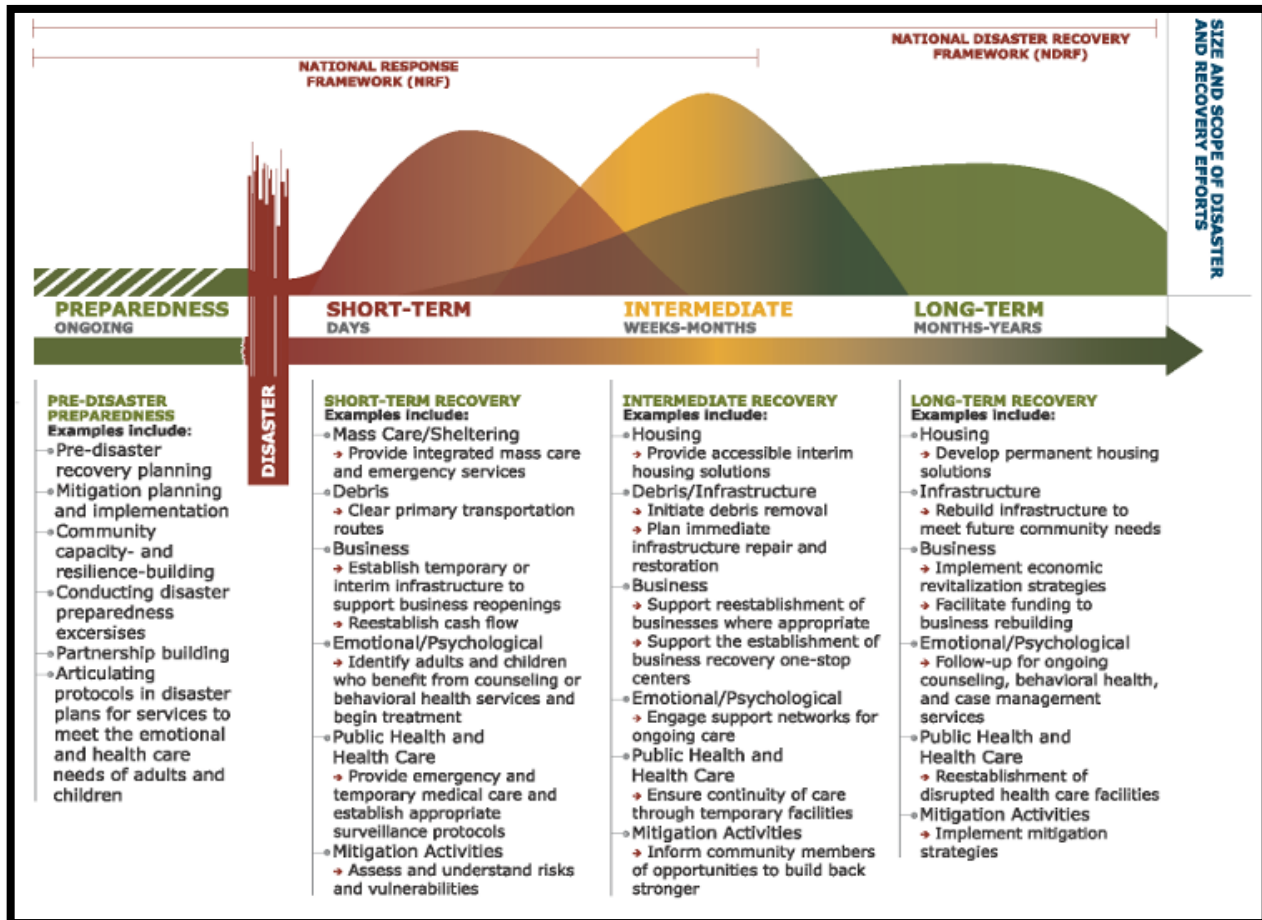 NATIONAL DISASTER RECOVERY
FRAMEWORK (NDRF)
NATIONAL RESPONSE
FRAMEWORK (NRF)
SIZE AND SCOPE OF DISASTER
AND RECOVERY EFFORTS
PREPAREDNESS
ONGOING
SHORT-TERM
DAYS
INTERMEDIATE
WEEKS-MONTHS
LONG-TERM
MONTHS-YEARS
DISASTER
PRE-DISASTER
PREPAREDNESS
Examples include:
Pre-disaster
recovery planning
Mitigation planning
and implementation
Community
capacity- and
resilience-building
Conducting disaster
preparedness
excersises
Partnership building
Articulating
protocols in disaster
plans for services to
meet the emotional
and health care
needs of adults and
children
SHORT-TERM RECOVERY
Examples include:
Mass Care/Sheltering
Provide integrated mass care
and emergency services
Debris
Clear primary transportation
routes
Business
Establish temporary or
interim infrastructure to
support business reopenings
Reestablish cash flow
Emotional/Psychological
Identify adults and children
who benefit from counseling or
behavioral health services and
begin treatment
Public Health and
Health Care
Provide emergency and
temporary medical care and
establish appropriate
surveillance protocols
Mitigation Activities
Assess and understand risks
and vulnerabilities
INTERMEDIATE RECOVERY
Examples include:
Housing
Provide accessible interim
housing solutions
Debris/Infrastructure
Initiate debris removal
Plan immediate
infrastructure repair and
restoration
Business
Support reestablishment of
businesses where appropriate
Support the establishment of
business recovery one-stop
centers
Emotional/Psychological
Engage support networks for
ongoing care
Public Health and
Health Care
Ensure continuity of care
through temporary facilities
Mitigation Activities
Inform community members
of opportunities to build back
stronger
LONG-TERM RECOVERY
Examples include:
Housing
Develop permanent housing
solutions
Infrastructure
Rebuild infrastructure to
meet future community needs
Business
Implement economic
revitalization strategies
Facilitate funding to
business rebuilding
Emotional/Psychological
Follow-up for ongoing
counseling, behavioral health,
and case management
services
Public Health and
Health Care
Reestablishment of
disrupted health care facilities
Mitigation Activities
Implement mitigation
strategies